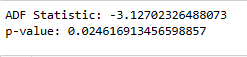 ADF Statistic: -3.12702326488073
p-value: 0.024616913456598857